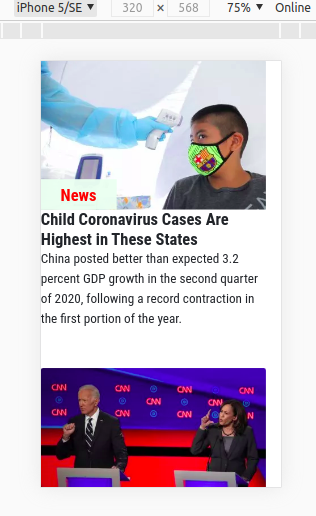 iPhone 5/SE ▼ 320 × 568 75% ▼ Online
News
Child Coronavirus Cases Are
Highest in These States
China posted better than expected 3.2
percent GDP growth in the second quarter
of 2020, following a record contraction in
the first portion of the year.
CNN CNN CNN CNN
CNN CNN CNN
CNN CNN CNN